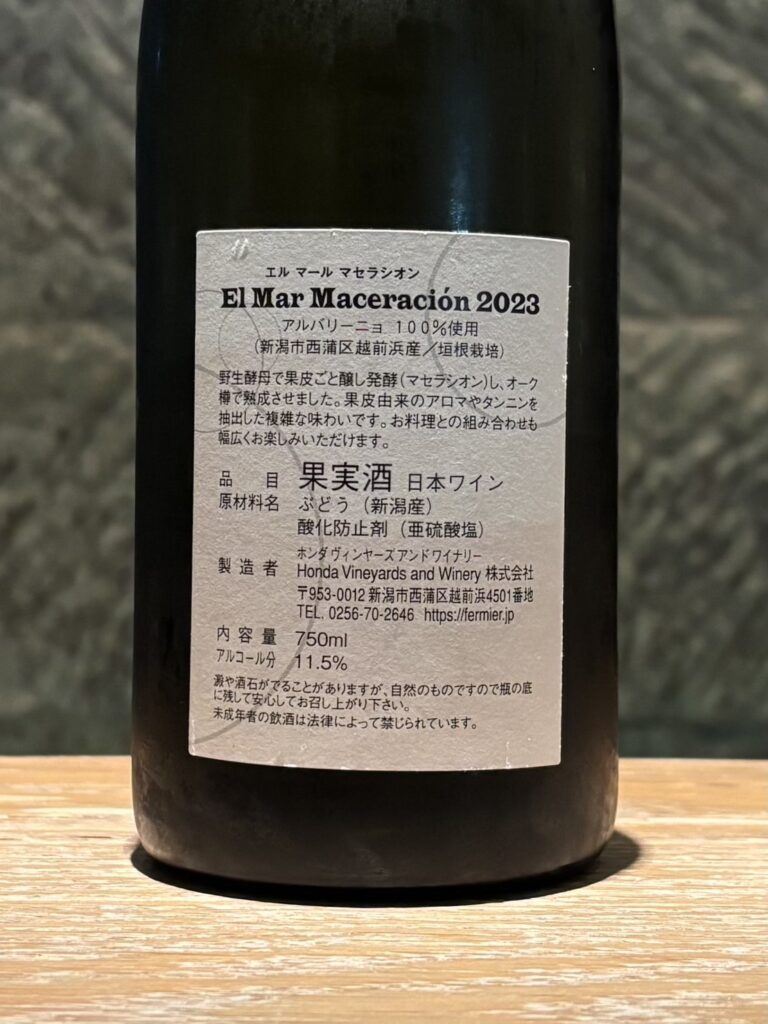 エル マール マセラシオン
El Mar Maceración 2023
アルバリーニョ 100%使用
(新潟市西蒲区越前浜産/垣根栽培)
野生酵母で果皮ごと醸し発酵(マセラシオン)し、オーク
樽で熟成させました。果皮由来のアロマやタンニンを
抽出した複雑な味わいです。お料理との組み合わせも
幅広くお楽しみいただけます。
品目 果実酒 日本ワイン
原材料名 ぶどう(新潟産)
酸化防止剤(亜硫酸塩)
ホンダ ヴィンヤーズ アンド ワイナリー
製造者 Honda Vineyards and Winery 株式会社
〒953-0012 新潟市西蒲区越前浜4501番地
TEL. 0256-70-2646 https://fermier.jp
内容量 750ml
アルコール分 11.5%
澱や酒石がでることがありますが、自然のものですので瓶の底
に残して安心してお召し上がり下さい。
未成年者の飲酒は法律によって禁じられています。